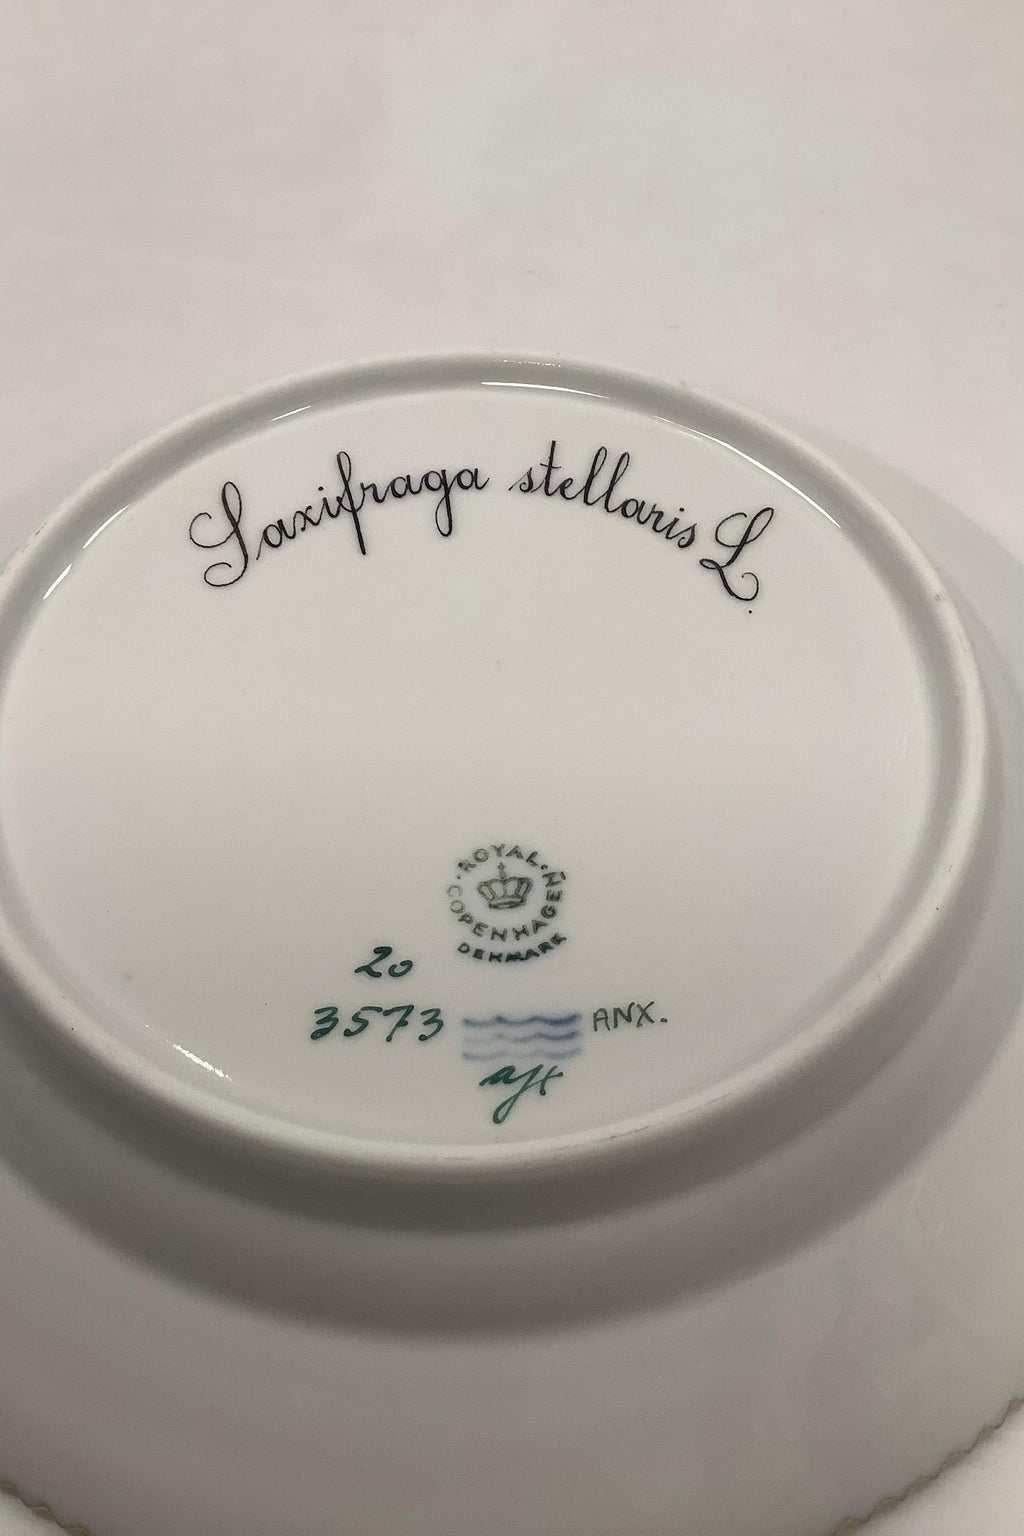 Saxifraga stellaris L.
ROYAL COPENHAGEN
DENMARK
20
3573 ANX.